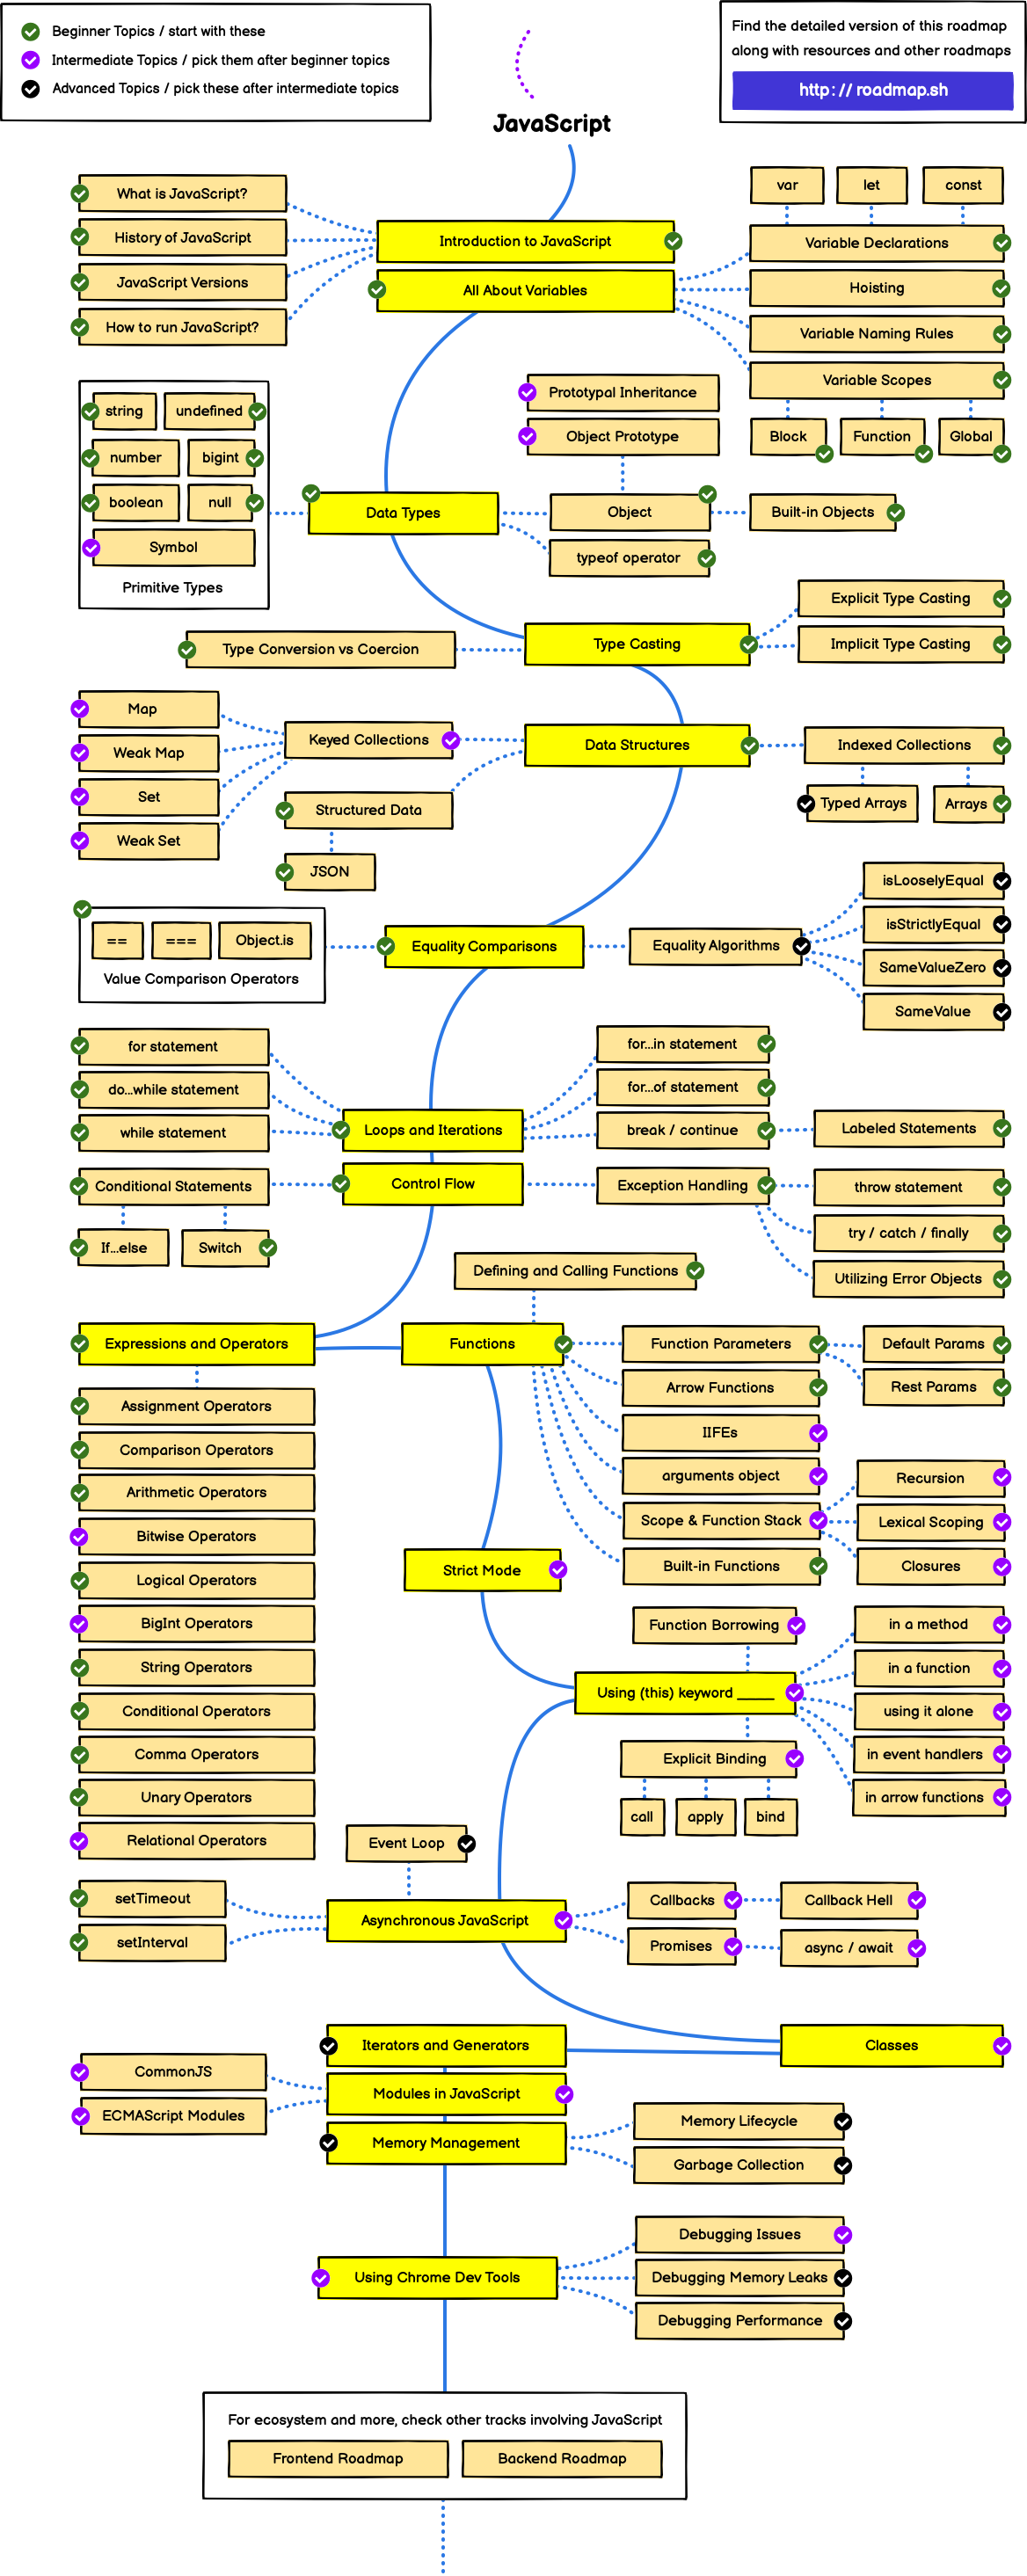 Beginner Topics / start with these
Intermediate Topics / pick them after beginner topics
Advanced Topics / pick these after intermediate topics
Find the detailed version of this roadmap
along with resources and other roadmaps
http://roadmap.sh
JavaScript
What is JavaScript?
History of JavaScript
JavaScript Versions
How to run JavaScript?
Introduction to JavaScript
All About Variables
var
let
const
Variable Declarations
Hoisting
Variable Naming Rules
Variable Scopes
Block
Function
Global
string
undefined
number
bigint
boolean
null
Symbol
Primitive Types
Data Types
Prototypal Inheritance
Object Prototype
Object
Built-in Objects
typeof operator
Type Conversion vs Coercion
Type Casting
Explicit Type Casting
Implicit Type Casting
Map
Weak Map
Set
Weak Set
Keyed Collections
Structured Data
JSON
Data Structures
Indexed Collections
Typed Arrays
Arrays
==
===
Object.is
Value Comparison Operators
Equality Comparisons
Equality Algorithms
isLooselyEqual
isStrictlyEqual
SameValueZero
SameValue
for statement
do...while statement
while statement
Loops and Iterations
for...in statement
for...of statement
break / continue
Labeled Statements
Conditional Statements
If...else
Switch
Control Flow
Exception Handling
throw statement
try / catch / finally
Utilizing Error Objects
Defining and Calling Functions
Expressions and Operators
Functions
Function Parameters
Default Params
Rest Params
Arrow Functions
IIFEs
arguments object
Scope & Function Stack
Recursion
Lexical Scoping
Closures
Built-in Functions
Assignment Operators
Comparison Operators
Arithmetic Operators
Bitwise Operators
Logical Operators
BigInt Operators
String Operators
Conditional Operators
Comma Operators
Unary Operators
Relational Operators
Strict Mode
Function Borrowing
Using (this) keyword _____
in a method
in a function
using it alone
in event handlers
in arrow functions
Explicit Binding
call
apply
bind
Event Loop
setTimeout
setInterval
Asynchronous JavaScript
Callbacks
Callback Hell
Promises
async / await
Iterators and Generators
Classes
CommonJS
ECMAScript Modules
Modules in JavaScript
Memory Management
Memory Lifecycle
Garbage Collection
Using Chrome Dev Tools
Debugging Issues
Debugging Memory Leaks
Debugging Performance
For ecosystem and more, check other tracks involving JavaScript
Frontend Roadmap
Backend Roadmap